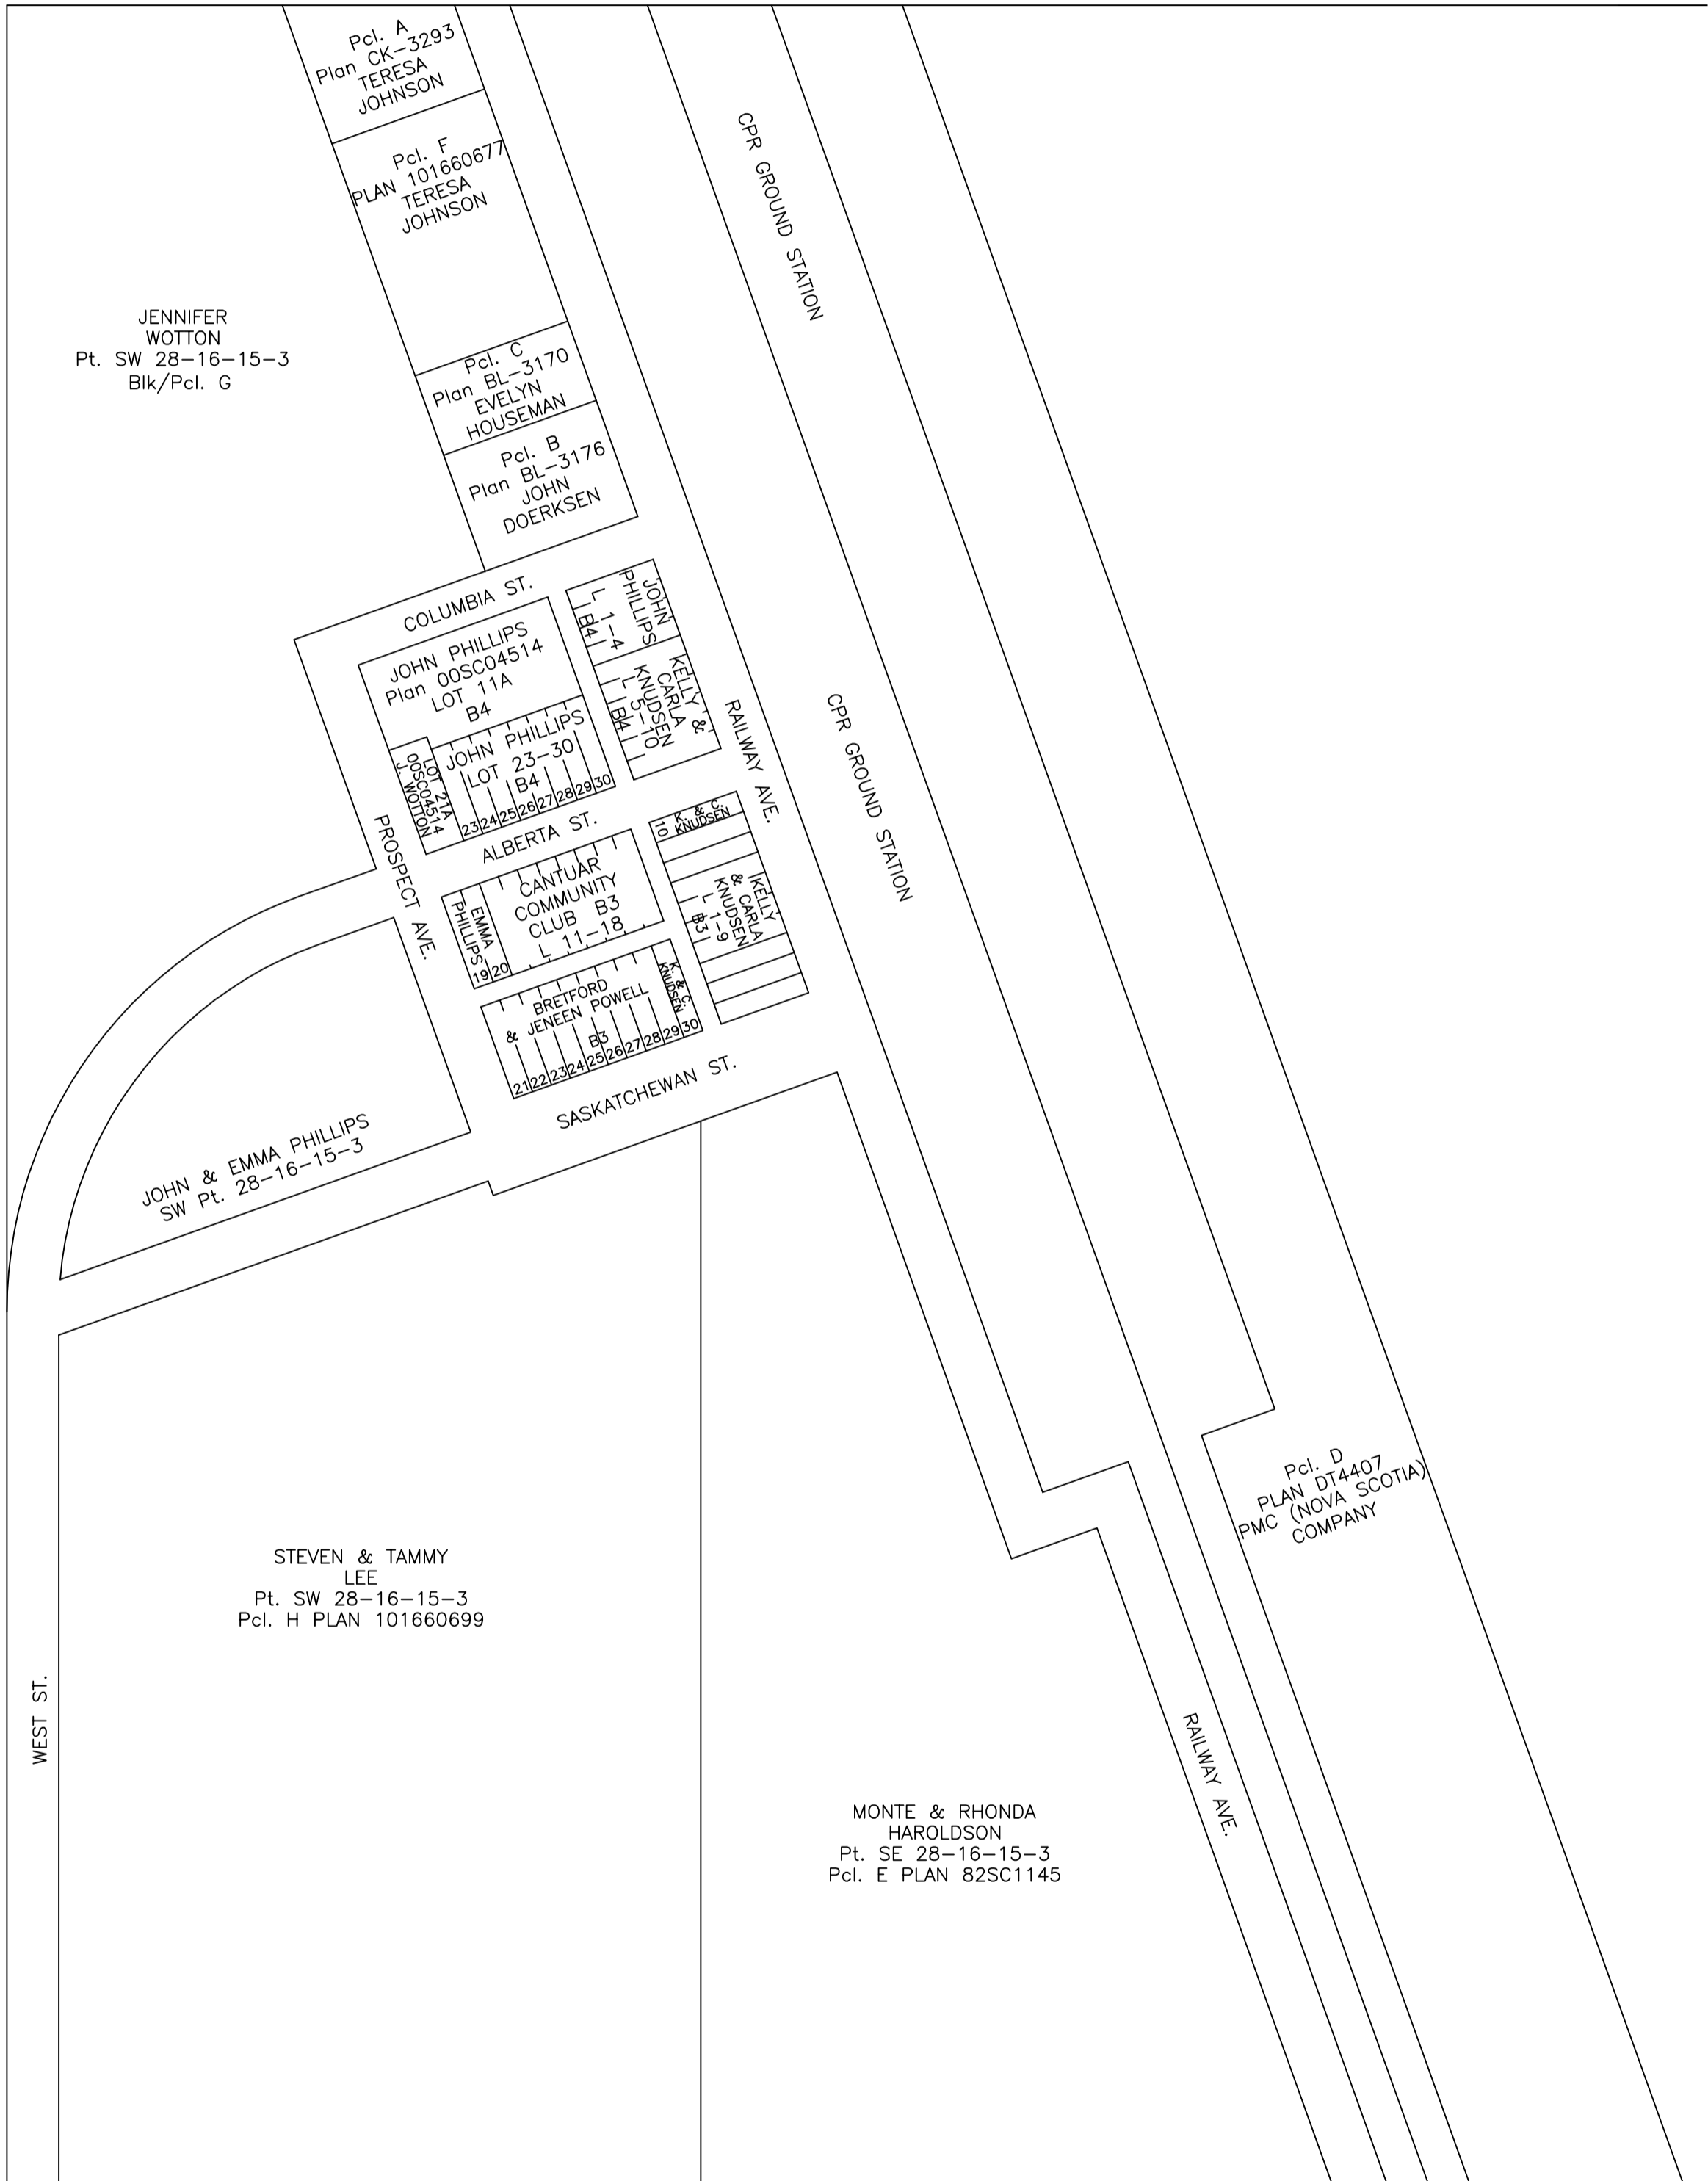 Pcl. A
Plan CK-3293
TERESA
JOHNSON
Pcl. F
PLAN 101660677
TERESA
JOHNSON
CPR GROUND STATION
JENNIFER
WOTTON
Pt. SW 28-16-15-3
Blk/Pcl. G
Pcl. C
Plan BL-3170
EVELYN
HOUSEMAN
Pcl. B
Plan BL-3176
JOHN
DOERKSEN
COLUMBIA ST.
JOHN
PHILLIPS
L 1-4
B4
JOHN PHILLIPS
Plan 00SC04514
LOT 11A
B4
KELLY &
CARLA
KNUDSEN
L 5-10
B4
LOT 21A
00SC04514
J. WOTTON
JOHN PHILLIPS
LOT 23-30
B4
23 24 25 26 27 28 29 30
RAILWAY AVE.
CPR GROUND STATION
ALBERTA ST.
PROSPECT AVE.
K. & C.
KNUDSEN
10
EMMA
PHILLIPS
19 20
CANTUAR
COMMUNITY
CLUB B3
L 11-18
KELLY
& CARLA
KNUDSEN
L 1-9
B3
BRETFORD
& JENEEN POWELL
B3
21 22 23 24 25 26 27 28 29 30
K. & C.
KNUDSEN
SASKATCHEWAN ST.
JOHN & EMMA PHILLIPS
SW Pt. 28-16-15-3
Pcl. D
PLAN DT4407
PMC (NOVA SCOTIA)
COMPANY
STEVEN & TAMMY
LEE
Pt. SW 28-16-15-3
Pcl. H PLAN 101660699
WEST ST.
RAILWAY AVE.
MONTE & RHONDA
HAROLDSON
Pt. SE 28-16-15-3
Pcl. E PLAN 82SC1145